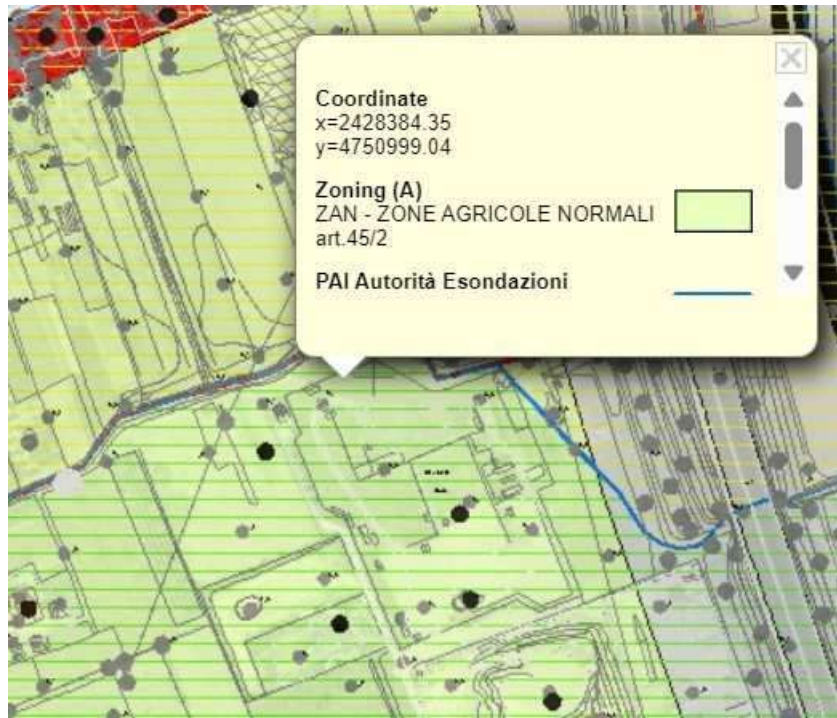 Coordinate
x=2428384.35
y=4750999.04
Zoning (A)
ZAN - ZONE AGRICOLE NORMALI
art.45/2
PAI Autorità Esondazioni